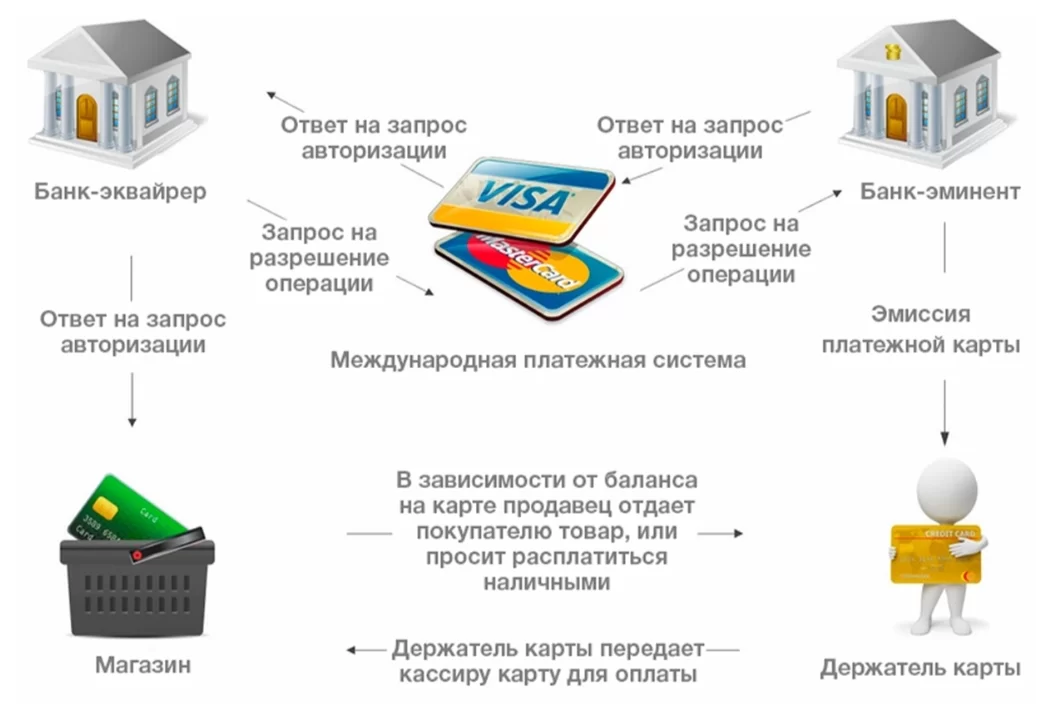 Ответ на запрос
авторизации
Ответ на запрос
авторизации
Банк-эквайрер
VISA
MasterCard
Банк-эминент
Запрос на
разрешение
операции
Запрос на
разрешение
операции
Ответ на запрос
авторизации
Международная платежная система
Эмиссия
платежной карты
Card
Card
В зависимости от баланса
на карте продавец отдает
покупателю товар, или
просит расплатиться
наличными
CREDIT CARD
Магазин
Держатель карты передает
кассиру карту для оплаты
Держатель карты